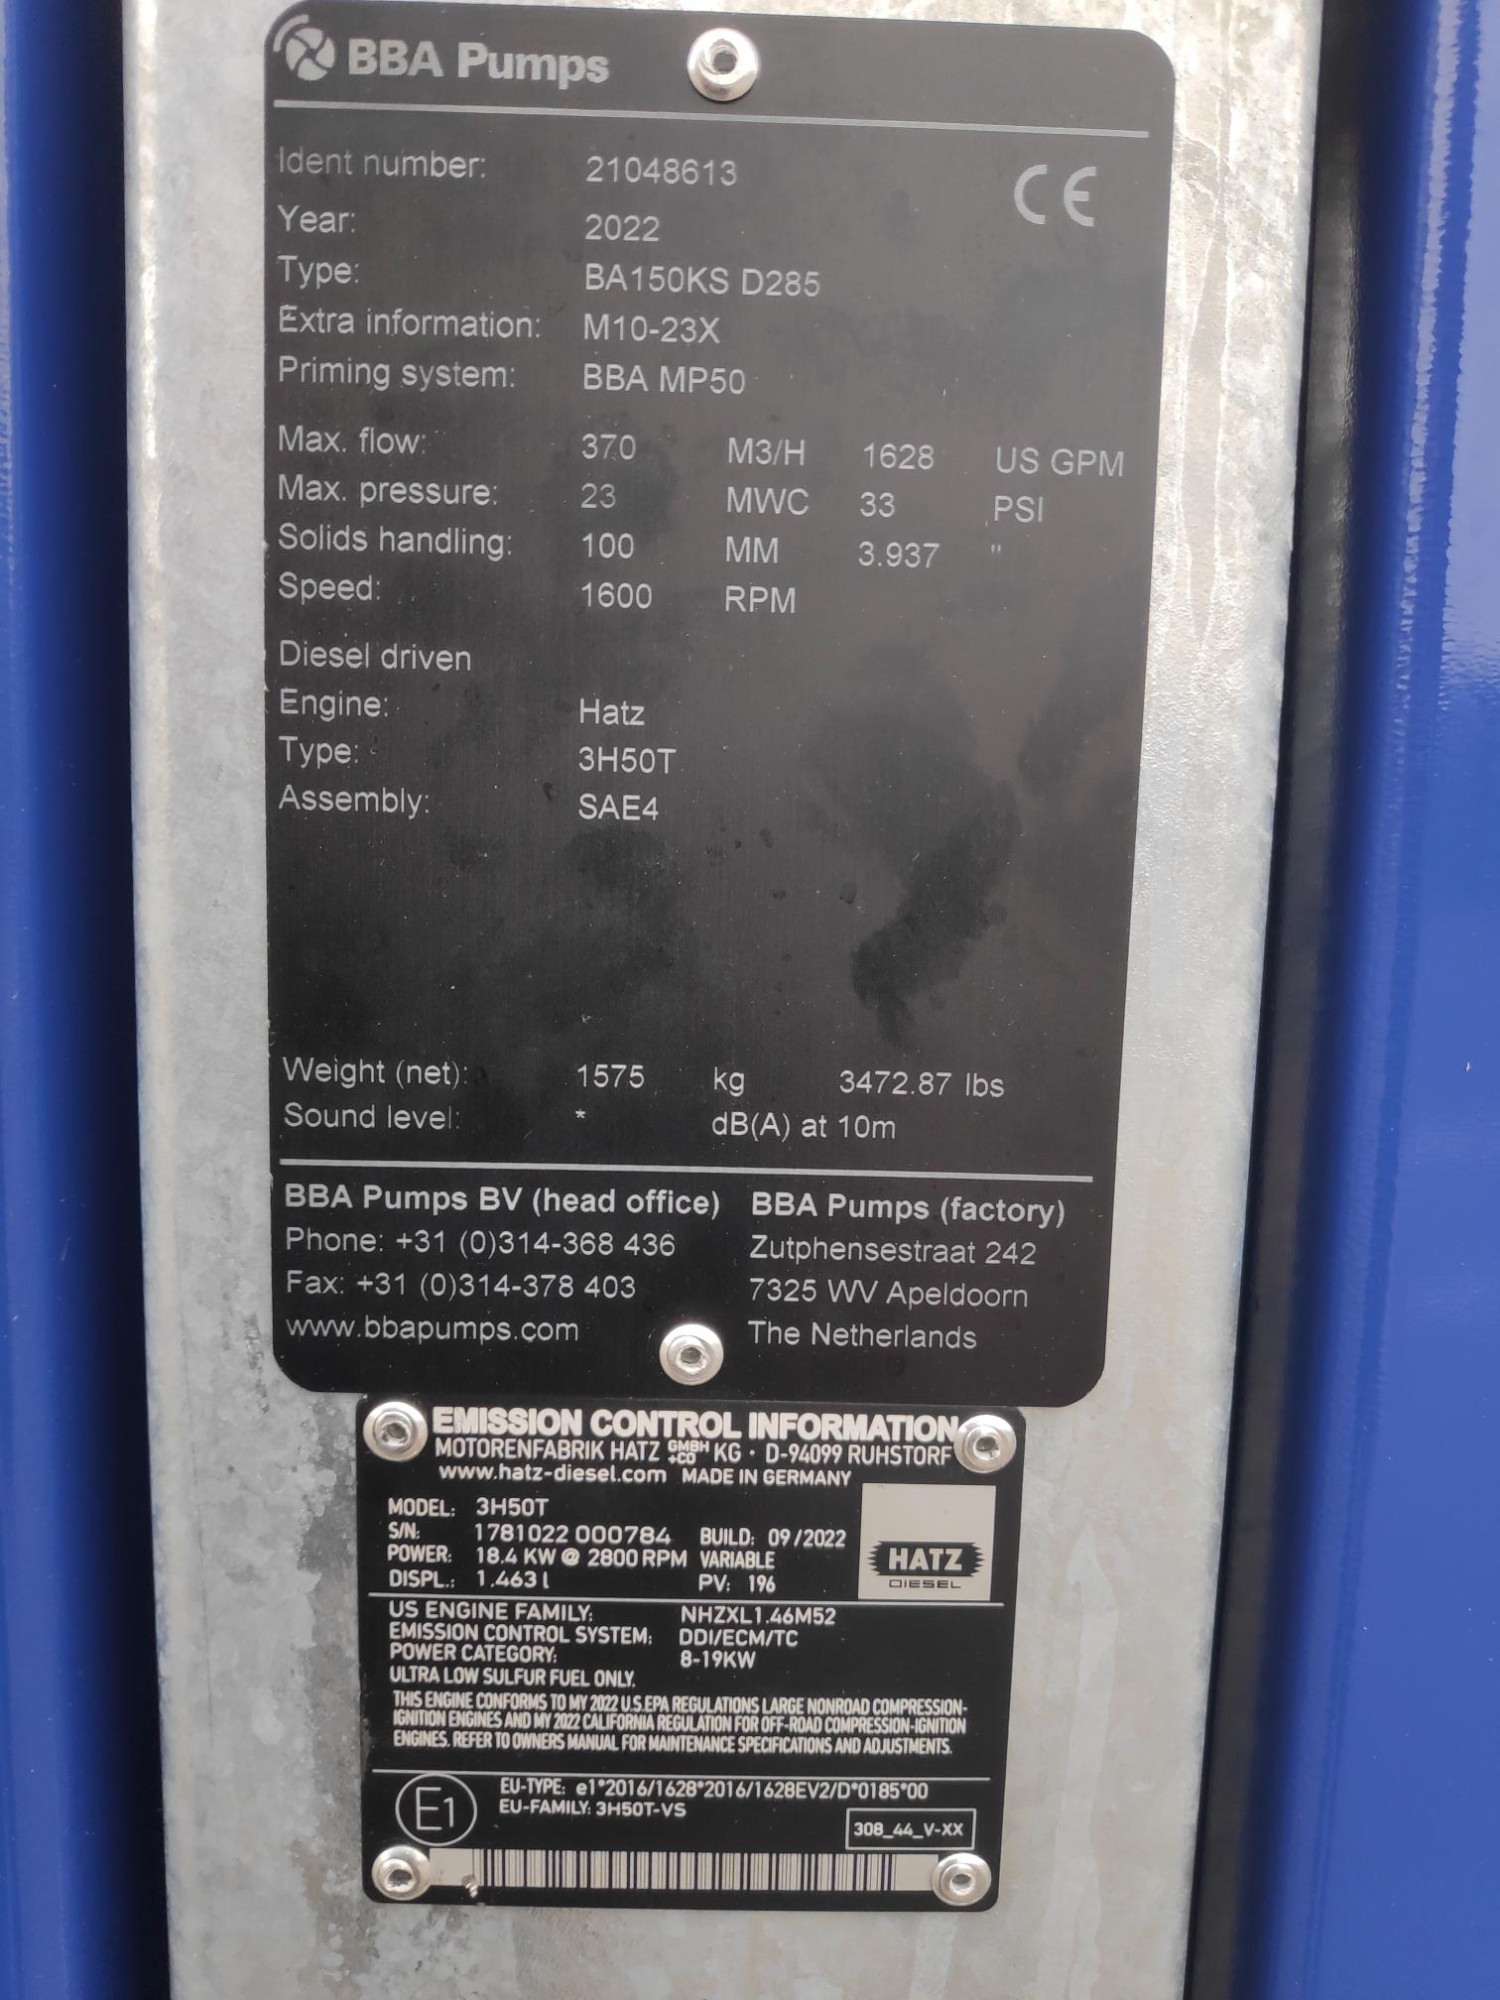 BBA Pumps
Ident number: 21048613 CE
Year: 2022
Type: BA150KS D285
Extra information: M10-23X
Priming system: BBA MP50
Max. flow: 370 M3/H 1628 US GPM
Max. pressure: 23 MWC 33 PSI
Solids handling: 100 MM 3.937 "
Speed: 1600 RPM
Diesel driven
Engine: Hatz
Type: 3H50T
Assembly: SAE4
Weight (net): 1575 kg 3472.87 lbs
Sound level: * dB(A) at 10m
BBA Pumps BV (head office) BBA Pumps (factory)
Phone: +31 (0)314-368 436 Zutphensestraat 242
Fax: +31 (0)314-378 403 7325 WV Apeldoorn
www.bbapumps.com The Netherlands
EMISSION CONTROL INFORMATION
MOTORENFABRIK HATZ GMBH +CO KG · D-94099 RUHSTORF
www.hatz-diesel.com MADE IN GERMANY
MODEL: 3H50T
S/N: 1781022 000784 BUILD: 09/2022
POWER: 18.4 KW @ 2800 RPM VARIABLE
DISPL.: 1.463 l PV: 196
HATZ
DIESEL
US ENGINE FAMILY: NHZXL1.46M52
EMISSION CONTROL SYSTEM: DDI/ECM/TC
POWER CATEGORY: 8-19KW
ULTRA LOW SULFUR FUEL ONLY.
THIS ENGINE CONFORMS TO MY 2022 U.S.EPA REGULATIONS LARGE NONROAD COMPRESSION-
IGNITION ENGINES AND MY 2022 CALIFORNIA REGULATION FOR OFF-ROAD COMPRESSION-IGNITION
ENGINES. REFER TO OWNERS MANUAL FOR MAINTENANCE SPECIFICATIONS AND ADJUSTMENTS.
E1 EU-TYPE: e1*2016/1628*2016/1628EV2/D*0185*00
EU-FAMILY: 3H50T-VS
308_44_V-XX